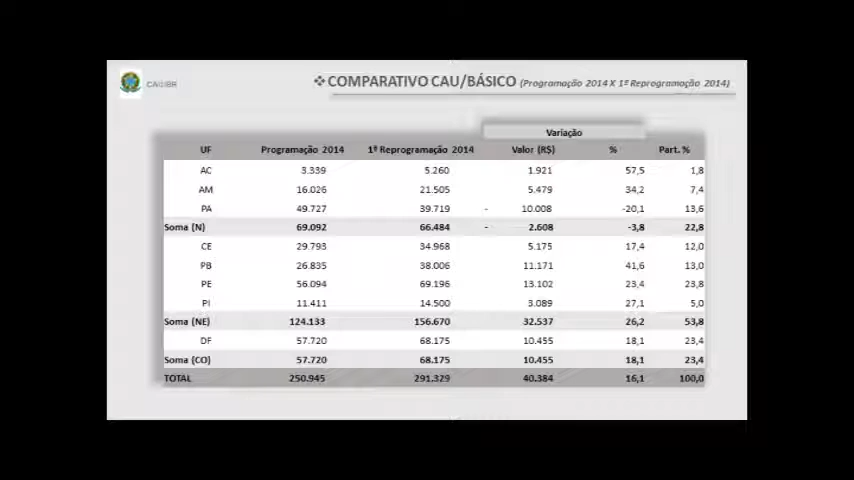 CAU/BR
❖COMPARATIVO CAU/BÁSICO (Programação 2014 X 1ª Reprogramação 2014)
Variação
UF Programação 2014 1ª Reprogramação 2014 Valor (R$) % Part. %
AC 3.339 5.260 1.921 57,5 1,8
AM 16.026 21.505 5.479 34,2 7,4
PA 49.727 39.719 - 10.008 -20,1 13,6
Soma (N) 69.092 66.484 - 2.608 -3,8 22,8
CE 29.793 34.968 5.175 17,4 12,0
PB 26.835 38.006 11.171 41,6 13,0
PE 56.094 69.196 13.102 23,4 23,8
PI 11.411 14.500 3.089 27,1 5,0
Soma (NE) 124.133 156.670 32.537 26,2 53,8
DF 57.720 68.175 10.455 18,1 23,4
Soma (CO) 57.720 68.175 10.455 18,1 23,4
TOTAL 250.945 291.329 40.384 16,1 100,0